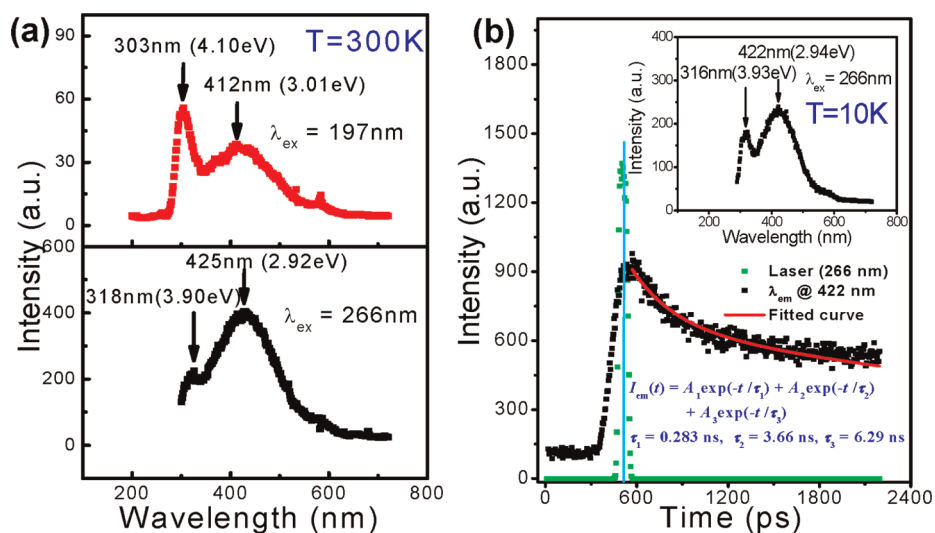 (a)
90
60
30
0
600
400
200
0
Intensity (a.u.)
303nm (4.10eV)
T=300K
412nm (3.01eV)
λex = 197nm
425nm (2.92eV)
318nm(3.90eV)
λex = 266nm
200 400 600 800
Wavelength (nm)
(b)
1800
1500
1200
900
600
300
0
Intensity (a.u.)
400
300
200
100
0
Intensity (a.u.)
422nm(2.94eV)
316nm(3.93eV)
λex = 266nm
T=10K
200 400 600 800
Wavelength (nm)
Laser (266 nm)
λem @ 422 nm
Fitted curve
Iem(t) = A1exp(-t/τ1) + A2exp(-t/τ2)
+ A3exp(-t/τ3)
τ1 = 0.283 ns, τ2 = 3.66 ns, τ3 = 6.29 ns
0 600 1200 1800 2400
Time (ps)